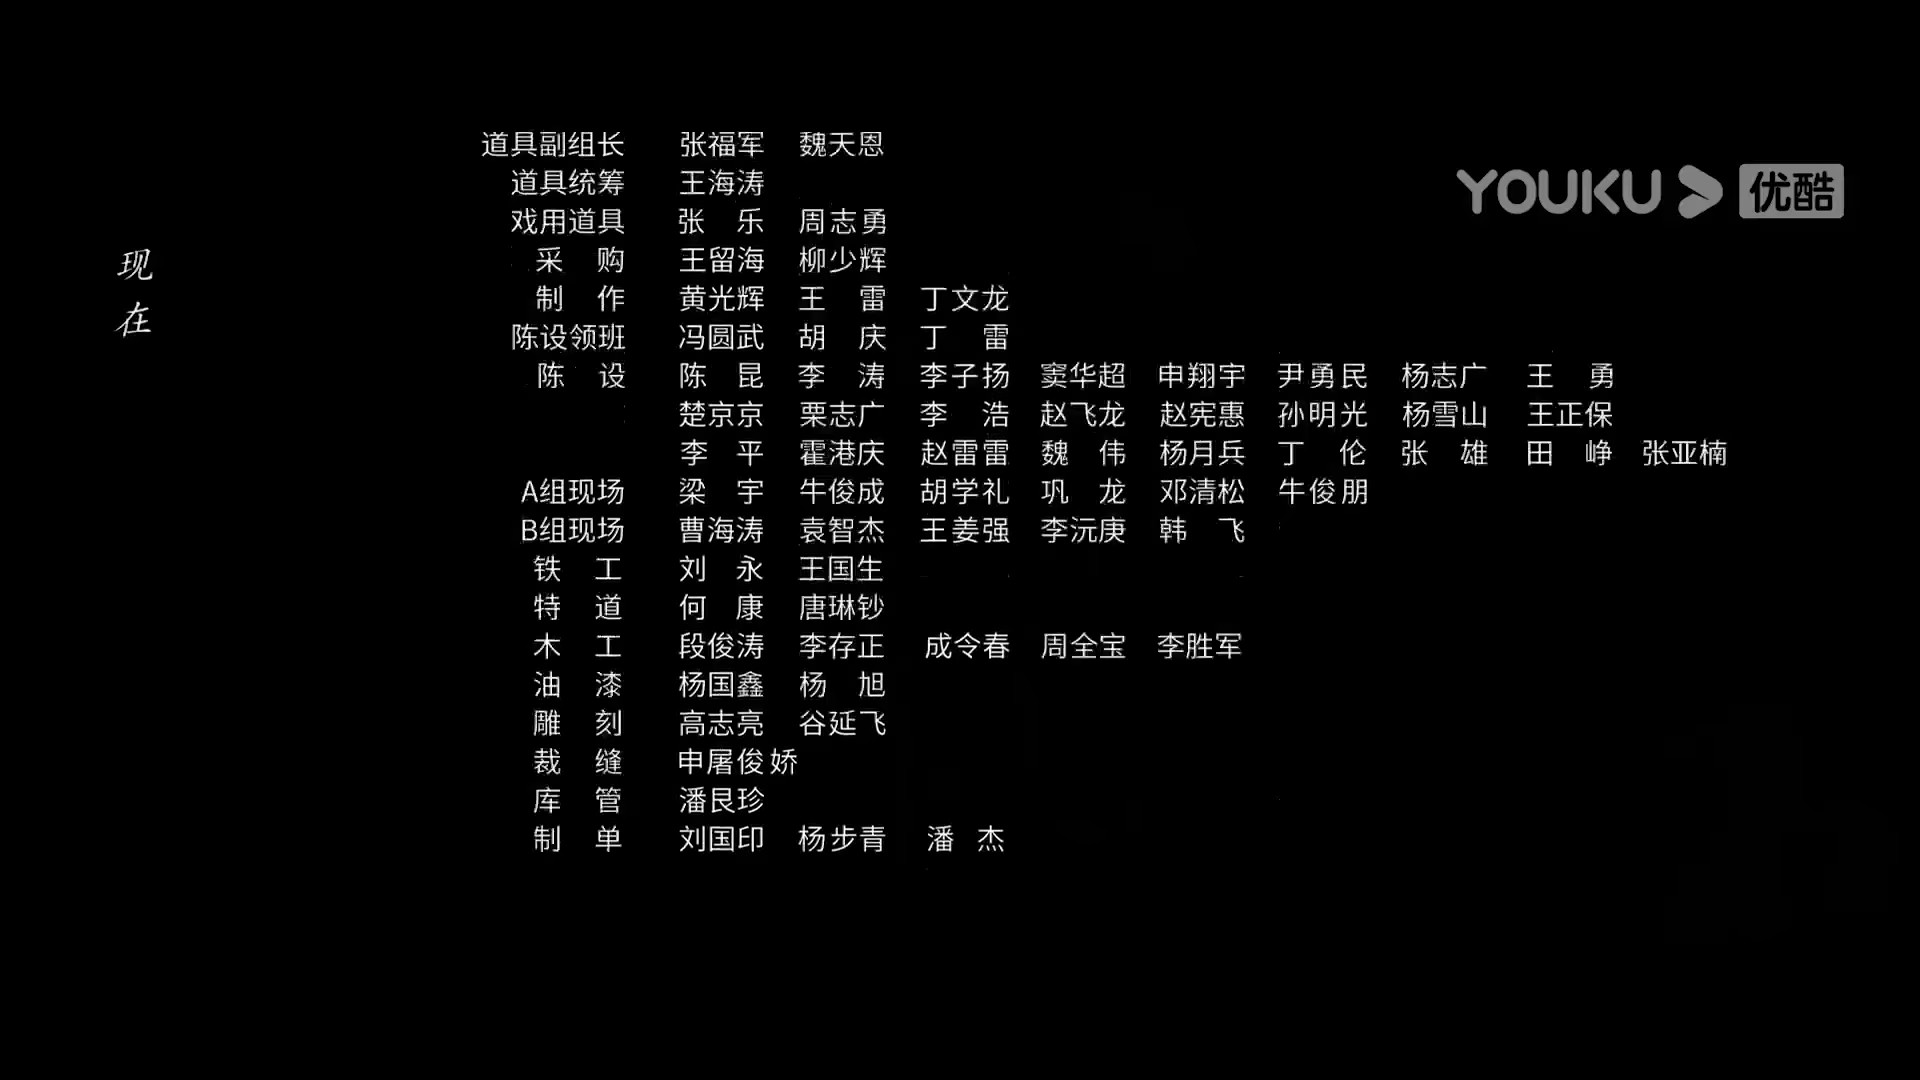 道具副组长 张福军 魏天恩
道具统筹 王海涛
戏用道具 张 乐 周志勇
采 购 王留海 柳少辉
制 作 黄光辉 王 雷 丁文龙
陈设领班 冯圆武 胡 庆 丁 雷
陈 设 陈 昆 李 涛 李子扬 窦华超 申翔宇 尹勇民 杨志广 王 勇
楚京京 栗志广 李 浩 赵飞龙 赵宪惠 孙明光 杨雪山 王正保
李 平 霍港庆 赵雷雷 魏 伟 杨月兵 丁 伦 张 雄 田 峥 张亚楠
A组现场 梁 宇 牛俊成 胡学礼 巩 龙 邓清松 牛俊朋
B组现场 曹海涛 袁智杰 王姜强 李沅庚 韩 飞
铁 工 刘 永 王国生
特 道 何 康 唐琳钞
木 工 段俊涛 李存正 成令春 周全宝 李胜军
油 漆 杨国鑫 杨 旭
雕 刻 高志亮 谷延飞
裁 缝 申屠俊娇
库 管 潘艮珍
制 单 刘国印 杨步青 潘 杰
现
在
YOUKU 优酷